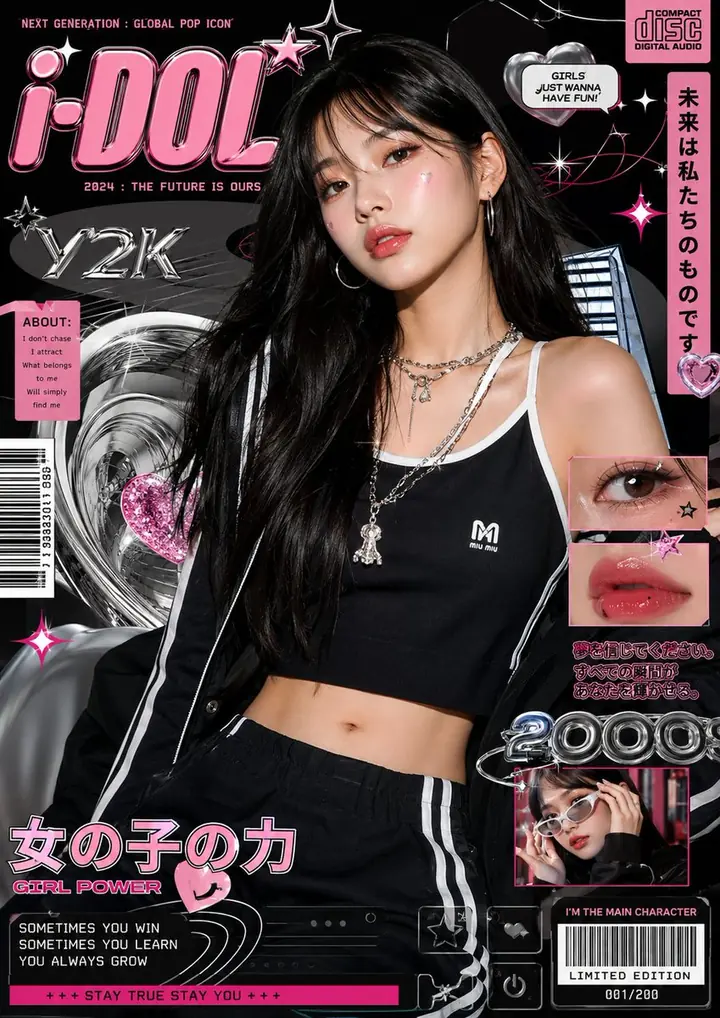 NEXT GENERATION : GLOBAL POP ICON
i-DOL
2024 : THE FUTURE IS OURS
Y2K
COMPACT
disc
DIGITAL AUDIO
GIRLS
JUST WANNA
HAVE FUN!
未来は私たちのものです
ABOUT:
I don't chase
I attract
What belongs
to me
Will simply
find me
MIU MIU
夢を信じてください。
すべての瞬間が
あなたを輝かせる。
2000s
女の子の力
GIRL POWER
SOMETIMES YOU WIN
SOMETIMES YOU LEARN
YOU ALWAYS GROW
+++ STAY TRUE STAY YOU +++
I'M THE MAIN CHARACTER
LIMITED EDITION
001/200